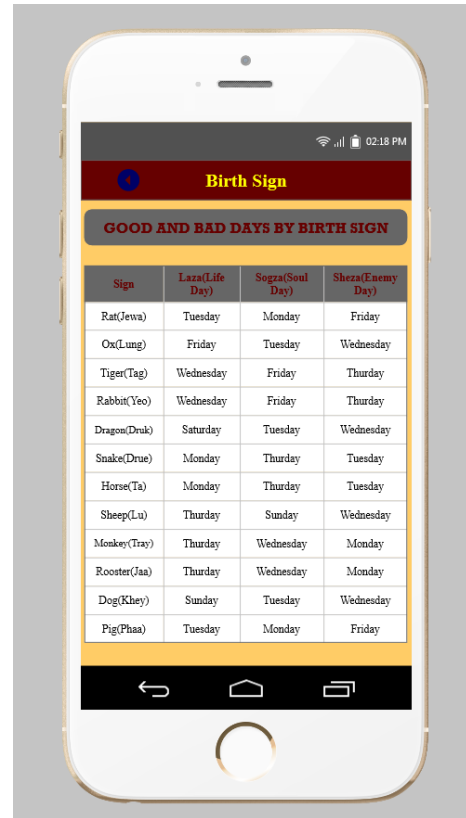 02:18 PM
Birth Sign
GOOD AND BAD DAYS BY BIRTH SIGN
Sign Laza(Life Day) Sogza(Soul Day) Sheza(Enemy Day)
Rat(Jewa) Tuesday Monday Friday
Ox(Lung) Friday Tuesday Wednesday
Tiger(Tag) Wednesday Friday Thurday
Rabbit(Yeo) Wednesday Friday Thurday
Dragon(Druk) Saturday Tuesday Wednesday
Snake(Drue) Monday Thurday Tuesday
Horse(Ta) Monday Thurday Tuesday
Sheep(Lu) Thurday Sunday Wednesday
Monkey(Tray) Thurday Wednesday Monday
Rooster(Jaa) Thurday Wednesday Monday
Dog(Khey) Sunday Tuesday Wednesday
Pig(Phaa) Tuesday Monday Friday